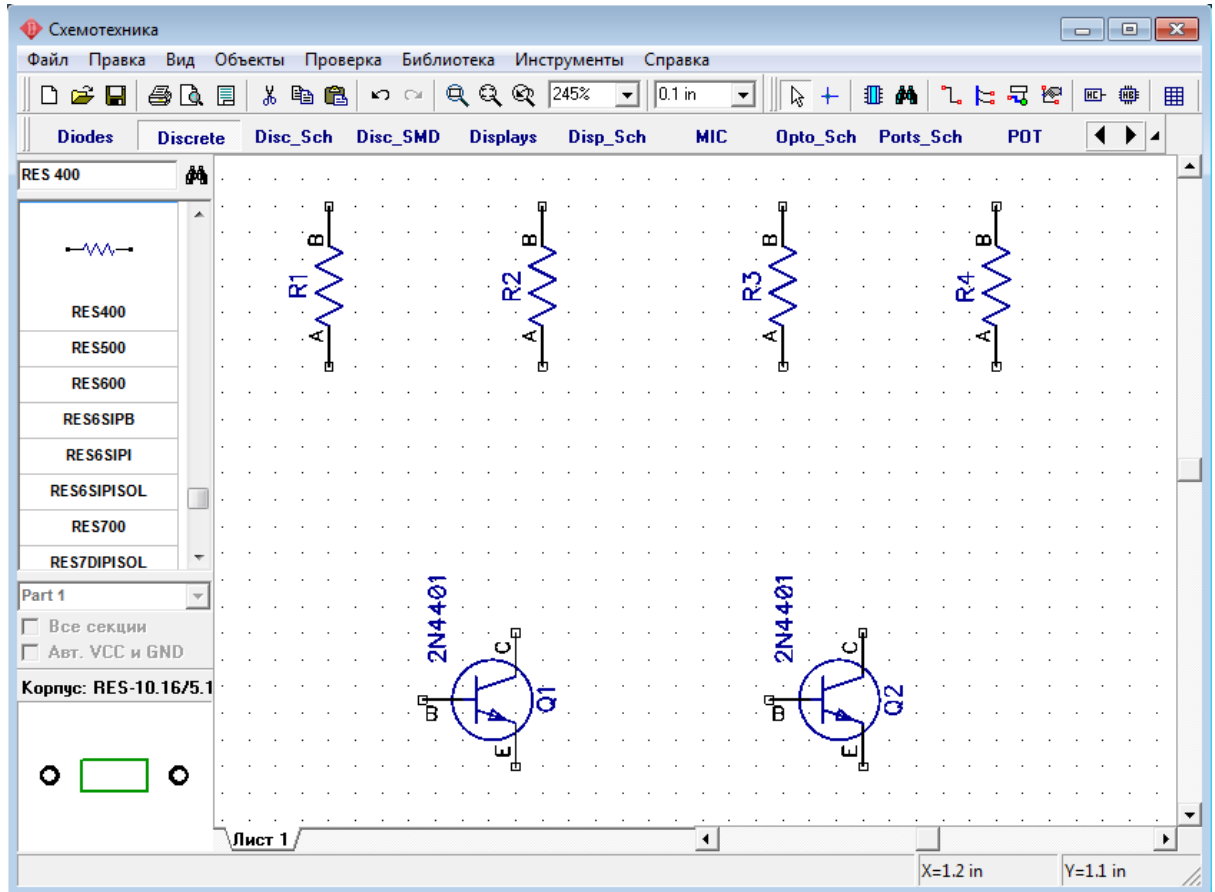 Схемотехника
Файл Правка Вид Объекты Проверка Библиотека Инструменты Справка
245% 0.1 in
Diodes Discrete Disc_Sch Disc_SMD Displays Disp_Sch MIC Opto_Sch Ports_Sch POT
RES 400
RES400
RES500
RES600
RES6SIPB
RES6SIPI
RES6SIPISOL
RES700
RES7DIPISOL
Part 1
Все секции
Авт. VCC и GND
Корпус: RES-10.16/5.1
B B B B
R1 R2 R3 R4
A A A A
2N4401 2N4401
C C
B Q1 B Q2
E E
Лист 1
X=1.2 in Y=1.1 in